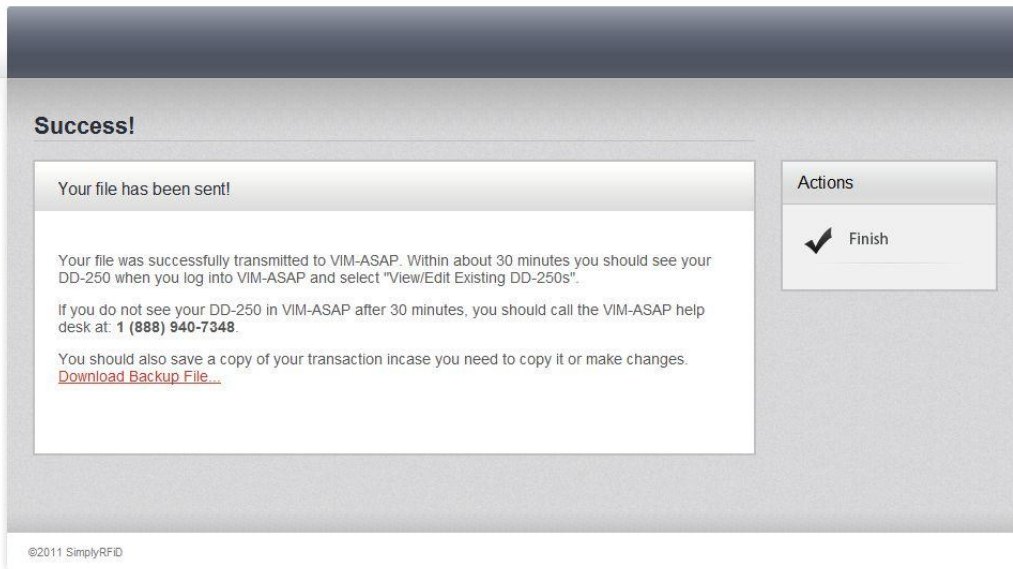 Success!
Your file has been sent!
Your file was successfully transmitted to VIM-ASAP. Within about 30 minutes you should see your
DD-250 when you log into VIM-ASAP and select "View/Edit Existing DD-250s".
If you do not see your DD-250 in VIM-ASAP after 30 minutes, you should call the VIM-ASAP help
desk at: 1 (888) 940-7348.
You should also save a copy of your transaction incase you need to copy it or make changes.
Download Backup File...
Actions
Finish
©2011 SimplyRFiD